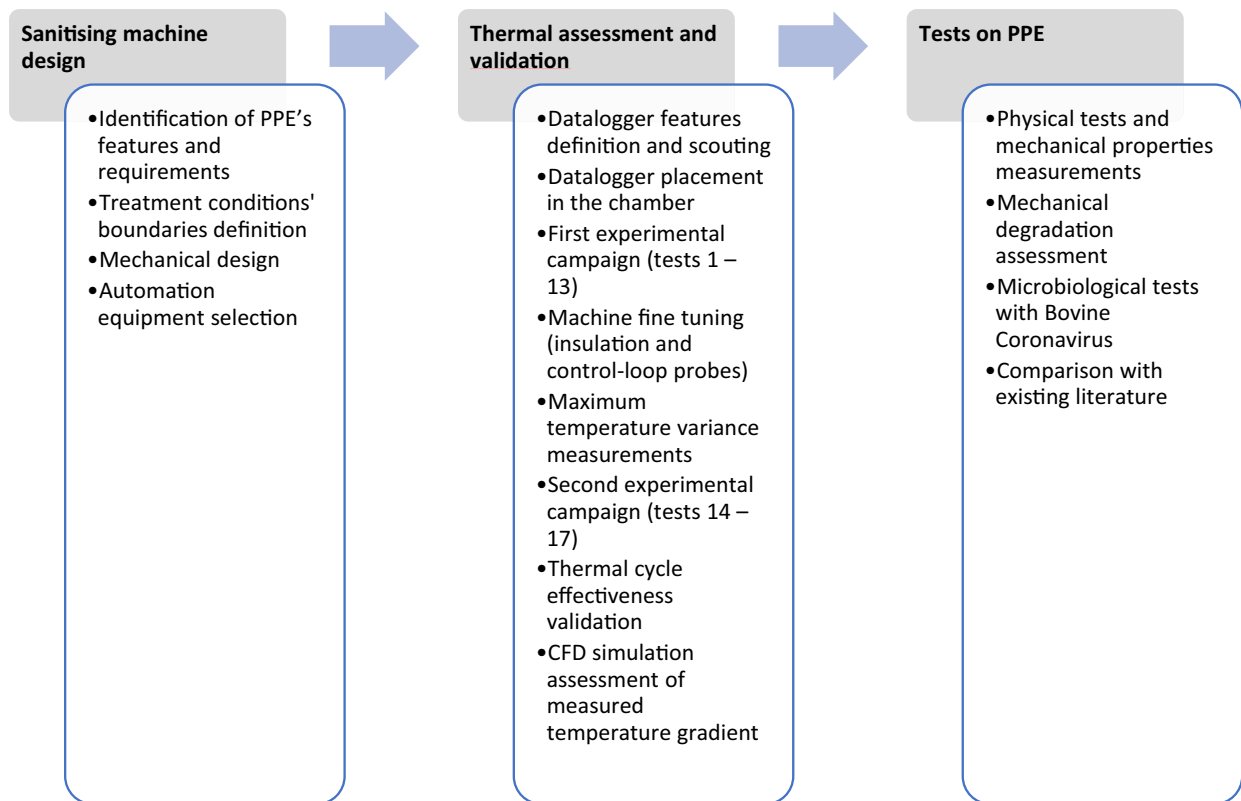 Sanitising machine
design
•Identification of PPE’s
features and
requirements
•Treatment conditions'
boundaries definition
•Mechanical design
•Automation
equipment selection
Thermal assessment and
validation
•Datalogger features
definition and scouting
•Datalogger placement
in the chamber
•First experimental
campaign (tests 1 –
13)
•Machine fine tuning
(insulation and
control-loop probes)
•Maximum
temperature variance
measurements
•Second experimental
campaign (tests 14 –
17)
•Thermal cycle
effectiveness
validation
•CFD simulation
assessment of
measured
temperature gradient
Tests on PPE
•Physical tests and
mechanical properties
measurements
•Mechanical
degradation
assessment
•Microbiological tests
with Bovine
Coronavirus
•Comparison with
existing literature